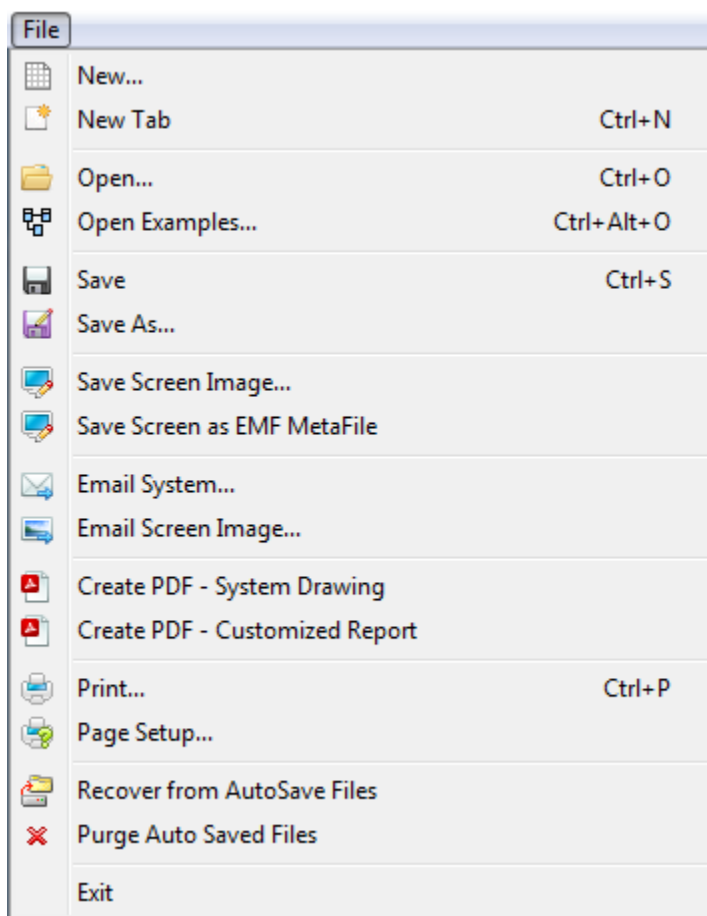 File
New...
New Tab Ctrl+N
Open... Ctrl+O
Open Examples... Ctrl+Alt+O
Save Ctrl+S
Save As...
Save Screen Image...
Save Screen as EMF MetaFile
Email System...
Email Screen Image...
Create PDF - System Drawing
Create PDF - Customized Report
Print... Ctrl+P
Page Setup...
Recover from AutoSave Files
Purge Auto Saved Files
Exit